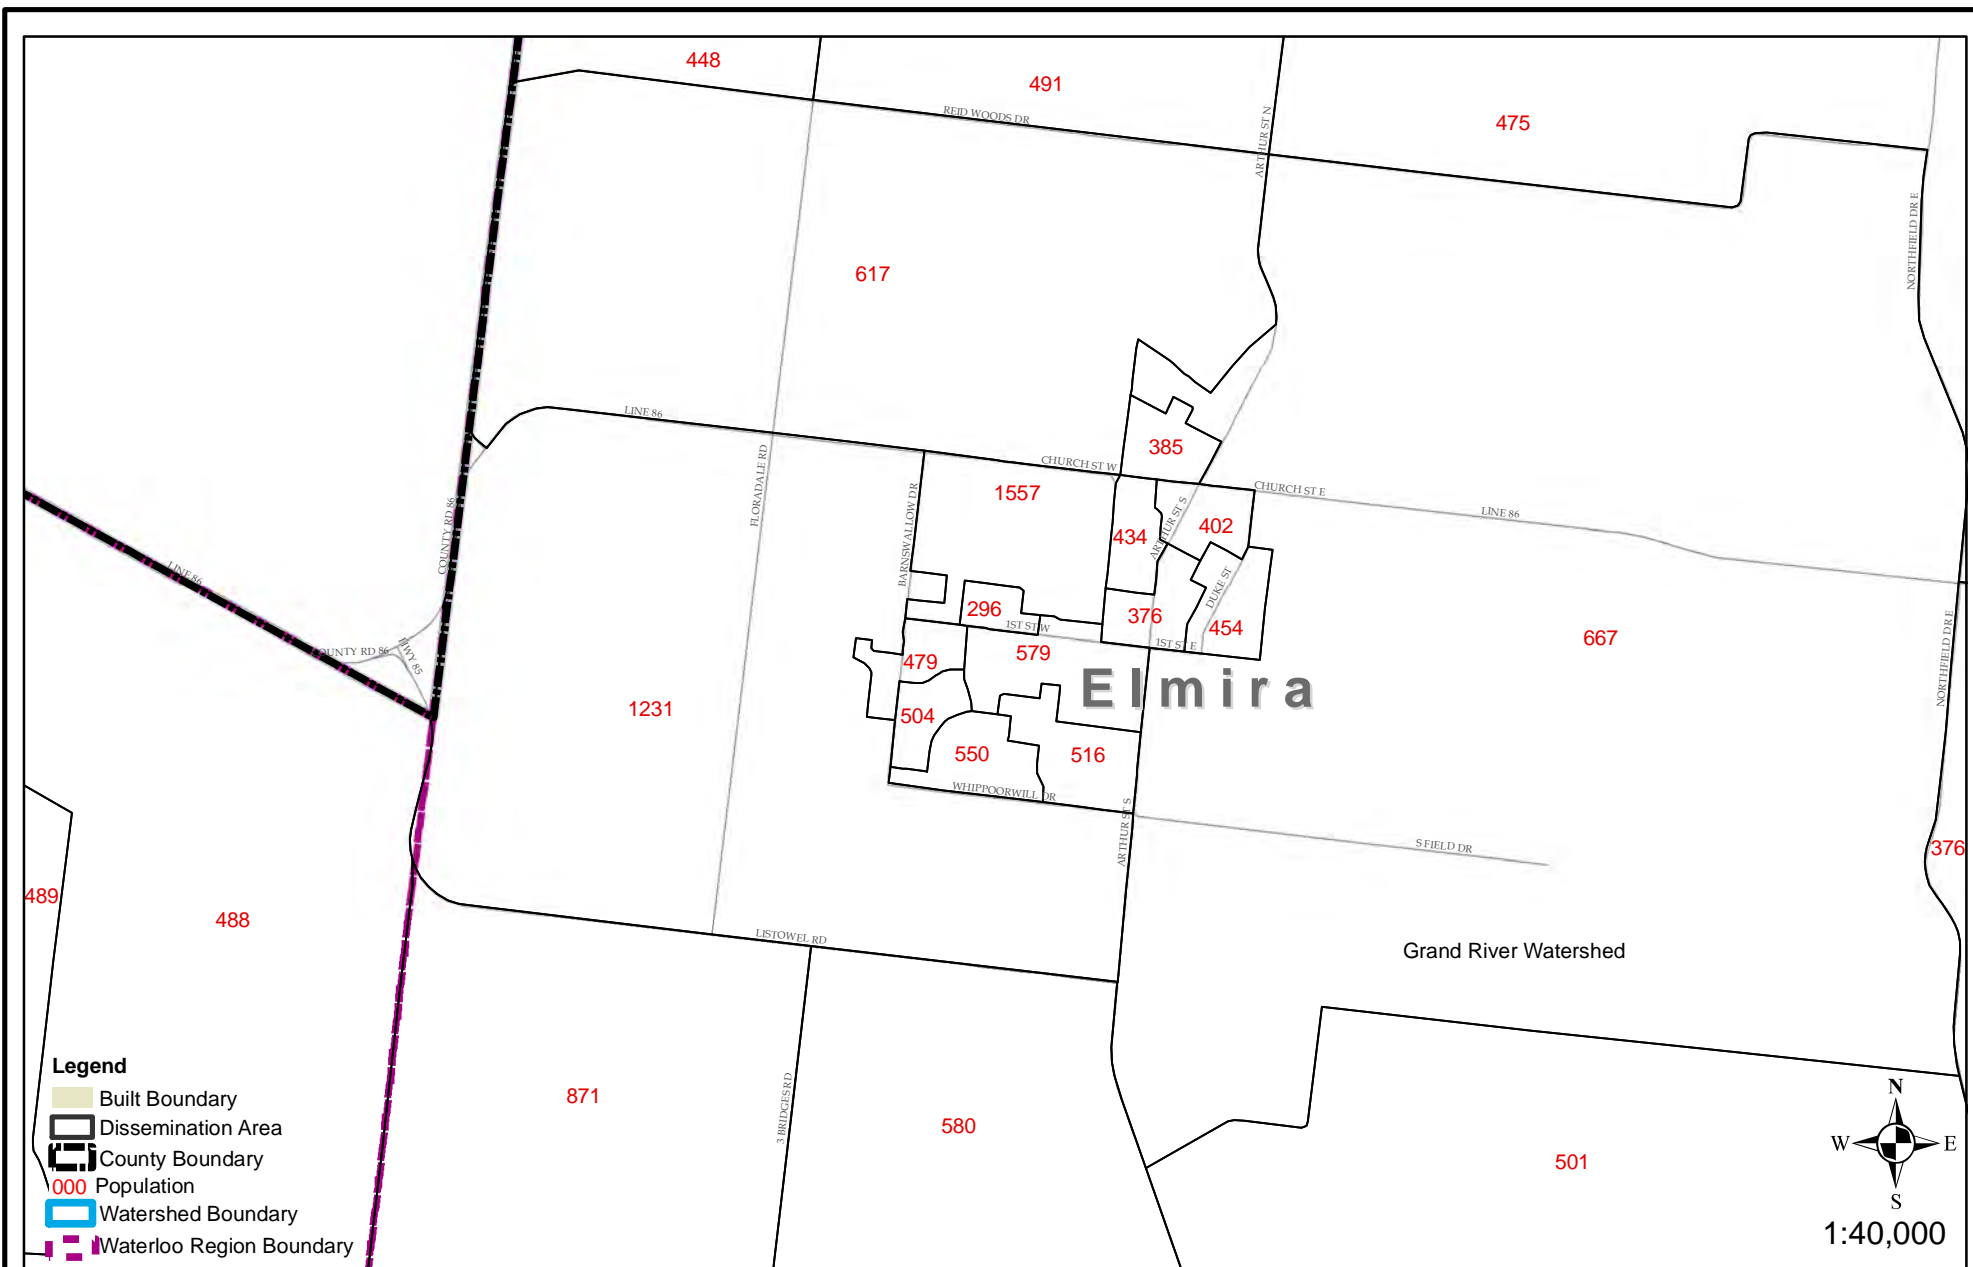 448
491
475
REID WOODS DR
ARTHUR ST N
NORTHFIELD DR E
617
LINE 86
FLORADALE RD
CHURCH ST W
385
CHURCH ST E
LINE 86
1557
BARNSWALLOW DR
434
ARTHUR ST S
402
COUNTY RD 86
LINE 86
DUKE ST
296
376
454
1ST ST W
1ST ST E
667
NORTHFIELD DR E
COUNTY RD 86
HWY 85
479
579
Elmira
1231
504
550
516
WHIPPOORWILL DR
ARTHUR ST S
S FIELD DR
376
489
488
LISTOWEL RD
Grand River Watershed
871
3 BRIDGES RD
580
501
Legend
Built Boundary
Dissemination Area
County Boundary
000 Population
Watershed Boundary
Waterloo Region Boundary
N
W E
S
1:40,000